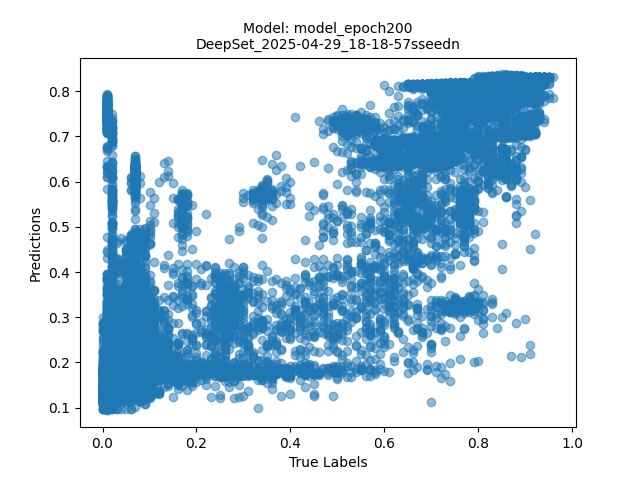 Model: model_epoch200
DeepSet_2025-04-29_18-18-57sseedn
0.8
0.7
0.6
0.5
0.4
0.3
0.2
0.1
Predictions
0.0 0.2 0.4 0.6 0.8 1.0
True Labels